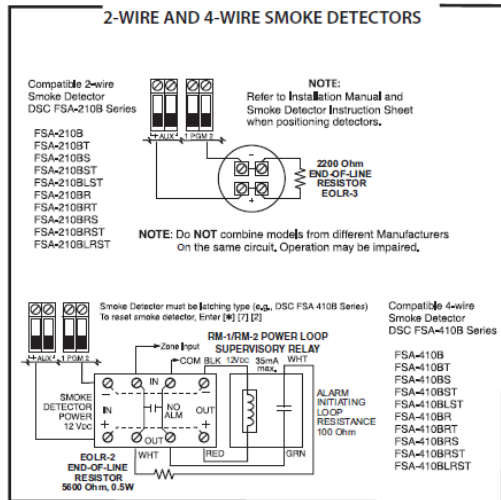 2-WIRE AND 4-WIRE SMOKE DETECTORS
Compatible 2-wire
Smoke Detector
DSC FSA-210B Series
FSA-210B
FSA-210BT
FSA-210BS
FSA-210BST
FSA-210BLST
FSA-210BR
FSA-210BRT
FSA-210BRS
FSA-210BRST
FSA-210BLRST
+ AUX - 1 PGM 2
NOTE:
Refer to Installation Manual and
Smoke Detector Instruction Sheet
when positioning detectors.
-
+
2200 Ohm
END-OF-LINE
RESISTOR
EOLR-3
NOTE: Do NOT combine models from different Manufacturers
on the same circuit. Operation may be impaired.
+ AUX - 1 PGM 2
Smoke Detector must be latching type (e.g., DSC FSA 410B Series)
To reset smoke detector, Enter [*] [7] [2]
Zone Input
COM
RM-1/RM-2 POWER LOOP
SUPERVISORY RELAY
BLK 12VDC 35mA max. WHT
SMOKE
DETECTOR
POWER
12 VDC
- IN -
IN NO ALM OUT
+ OUT +
WHT RED GRN
ALARM
INITIATING
LOOP
RESISTANCE
100 Ohm
EOLR-2
END-OF-LINE
RESISTOR
5600 Ohm, 0.5W
Compatible 4-wire
Smoke Detector
DSC FSA-410B Series
FSA-410B
FSA-410BT
FSA-410BS
FSA-410BST
FSA-410BLST
FSA-410BR
FSA-410BRT
FSA-410BRS
FSA-410BRST
FSA-410BLRST